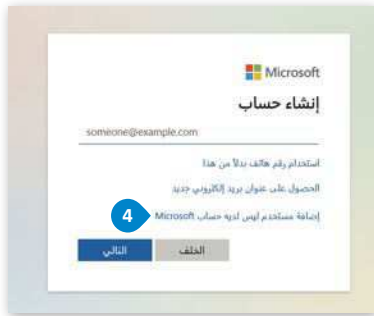 Microsoft
إنشاء حساب
someone@example.com
استخدام رقم هاتف بدلاً من هذا
الحصول على عنوان بريد إلكتروني جديد
إضافة مستخدم ليس لديه حساب Microsoft
4
الخلف
التالي